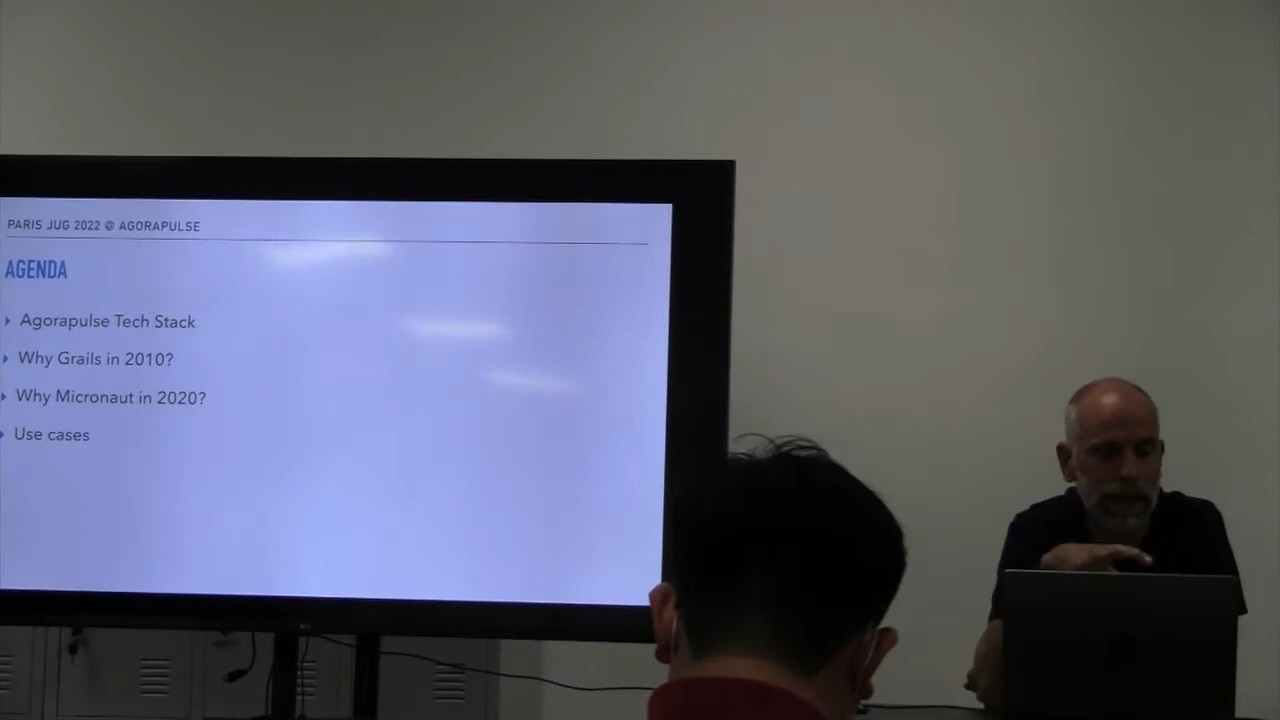 PARIS JUG 2022 @ AGORAPULSE
AGENDA
Agorapulse Tech Stack
Why Grails in 2010?
Why Micronaut in 2020?
Use cases